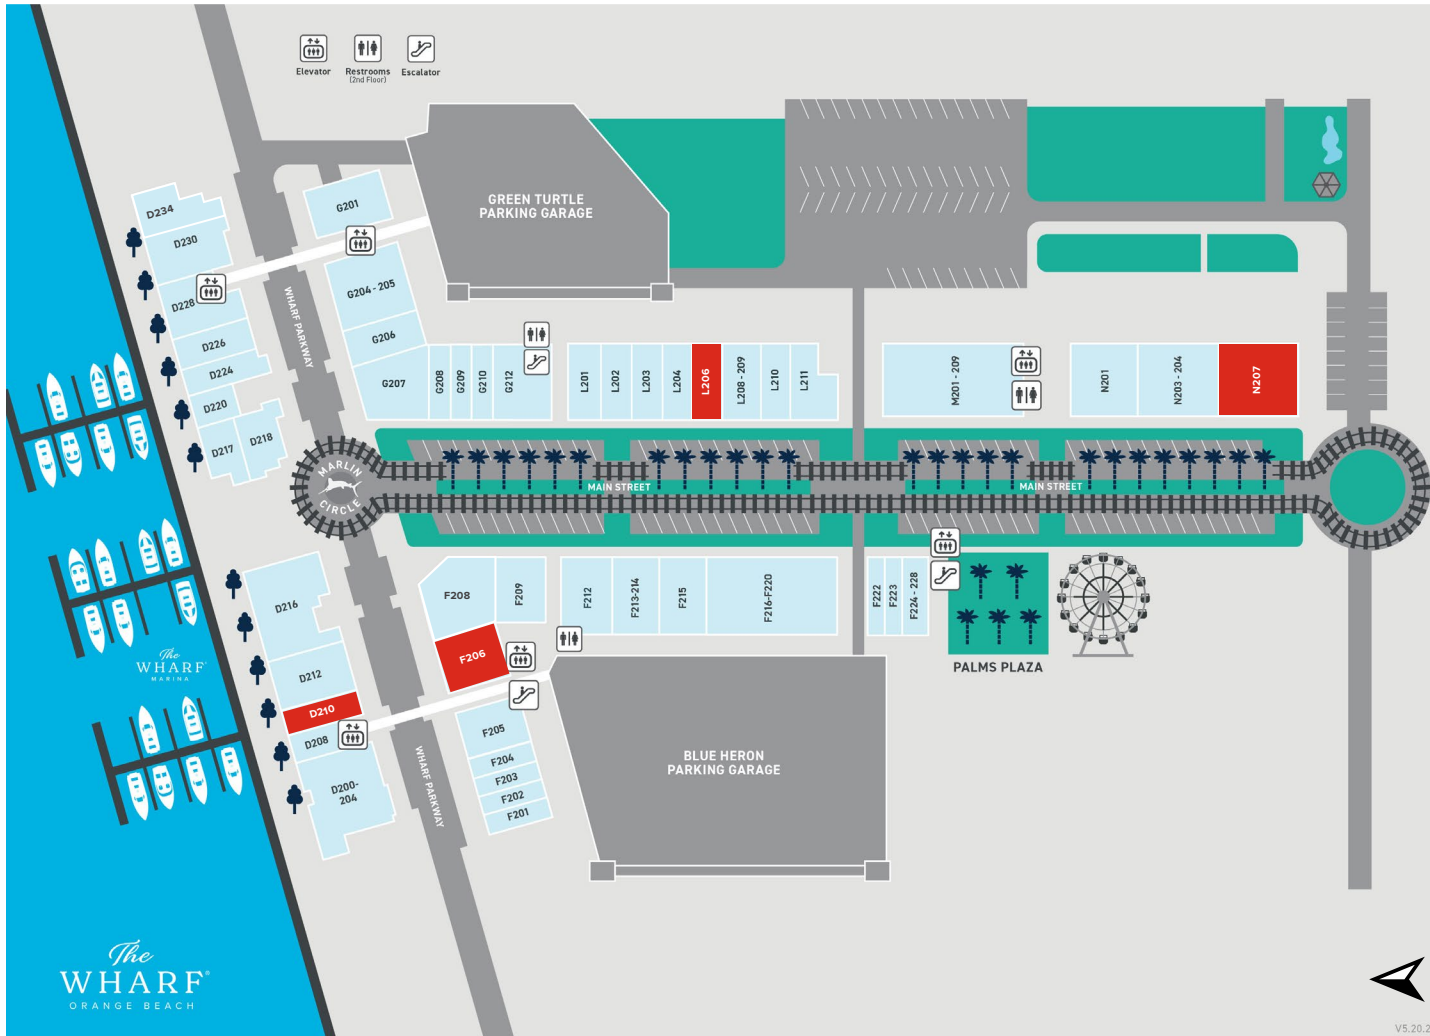 Elevator
Restrooms
(2nd Floor)
Escalator
GREEN TURTLE
PARKING GARAGE
G201
D234
D230
D228
G204 - 205
WHARF PARKWAY
G206
D226
D224
G207
G208
G209
G210
G212
L201
L202
L203
L204
L206
L208 - 209
L210
L211
M201 - 209
N201
N203 - 204
N207
D220
D217
D218
MARLIN
CIRCLE
MAIN STREET
MAIN STREET
D216
F208
F209
F212
F213-214
F215
F216-F220
F222
F223
F224 - 228
F206
PALMS PLAZA
The
WHARF®
MARINA
D212
D210
D208
D200-
204
F205
F204
F203
F202
F201
WHARF PARKWAY
BLUE HERON
PARKING GARAGE
The
WHARF®
ORANGE BEACH
V5.20.2